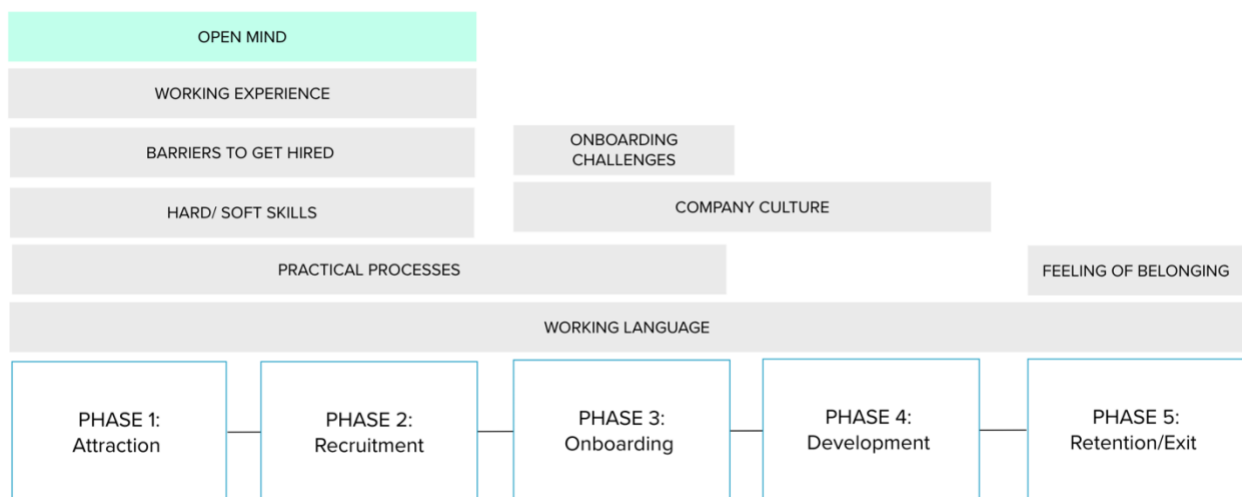 OPEN MIND
WORKING EXPERIENCE
BARRIERS TO GET HIRED
ONBOARDING
CHALLENGES
HARD/ SOFT SKILLS
COMPANY CULTURE
PRACTICAL PROCESSES
FEELING OF BELONGING
WORKING LANGUAGE
PHASE 1:
Attraction
PHASE 2:
Recruitment
PHASE 3:
Onboarding
PHASE 4:
Development
PHASE 5:
Retention/Exit